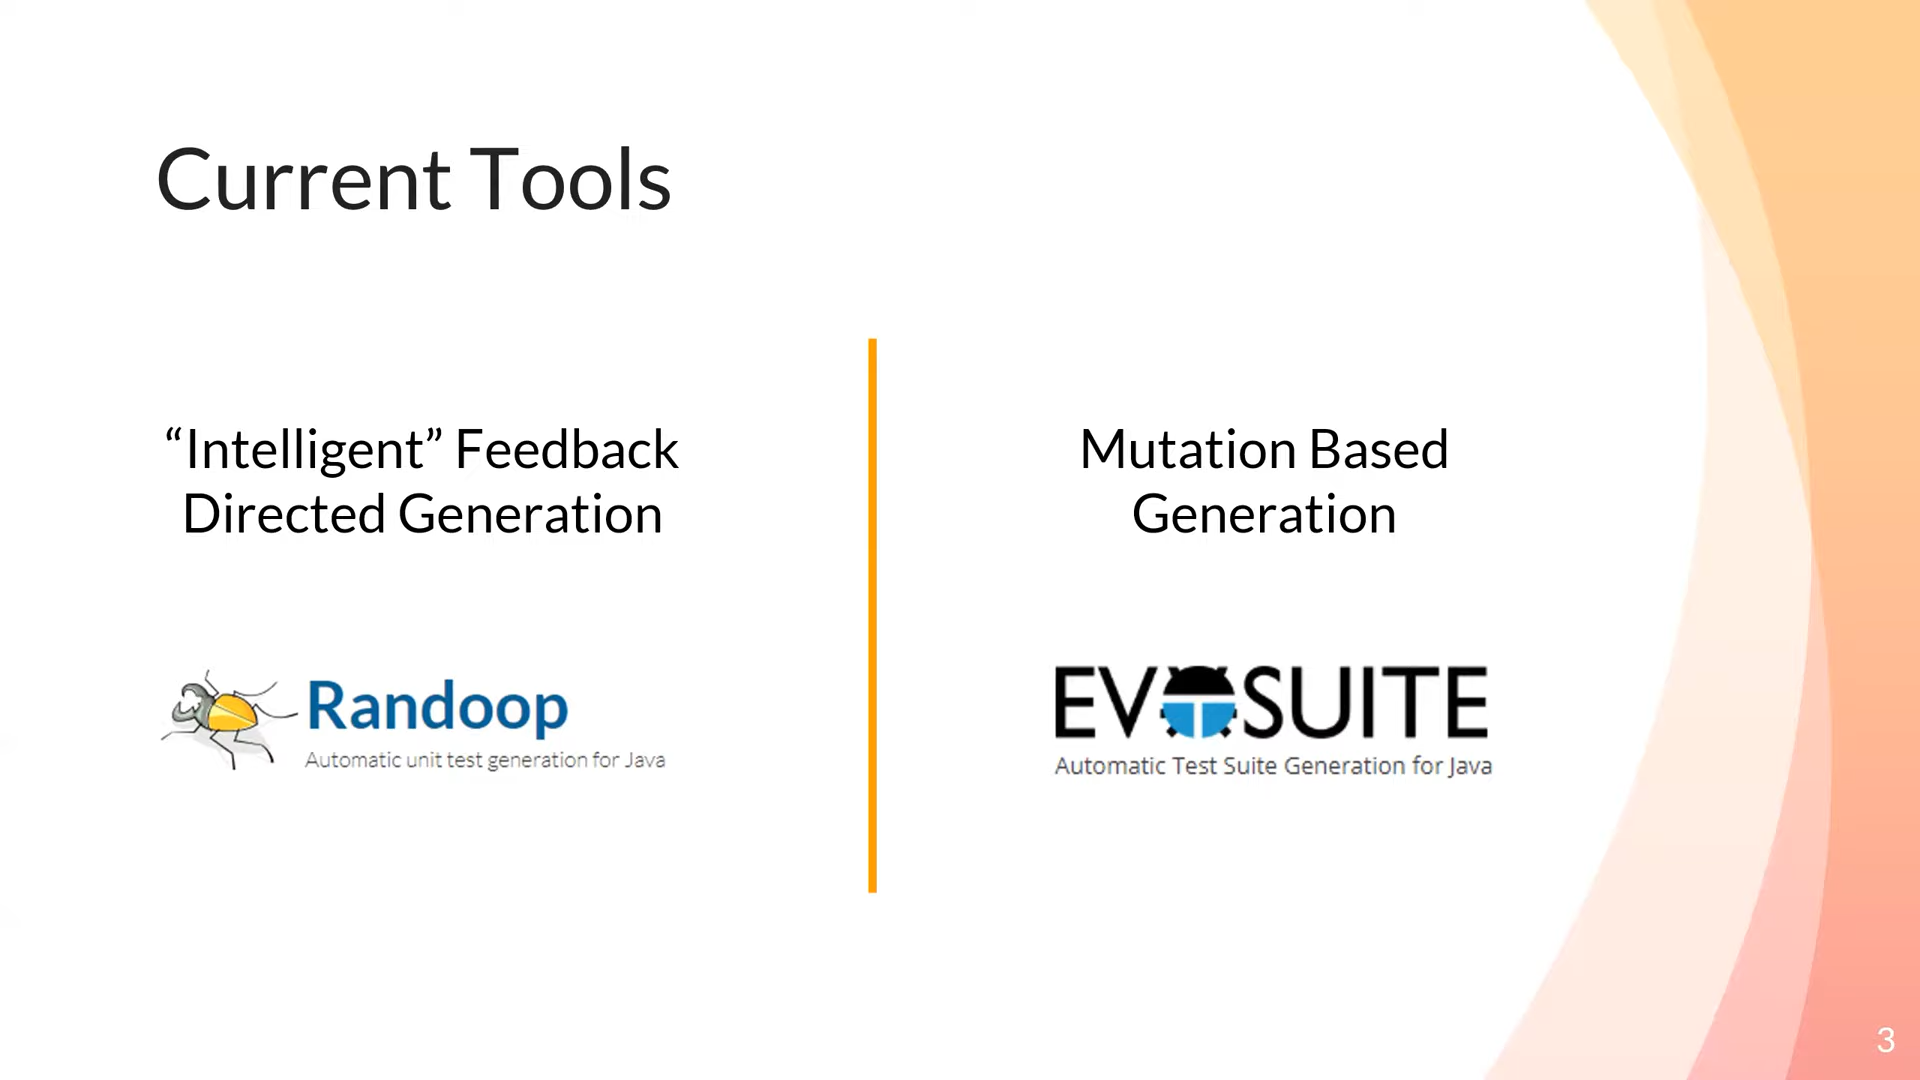 Current Tools
“Intelligent” Feedback
Directed Generation
Randoop
Automatic unit test generation for Java
Mutation Based
Generation
EVOSUITE
Automatic Test Suite Generation for Java
3